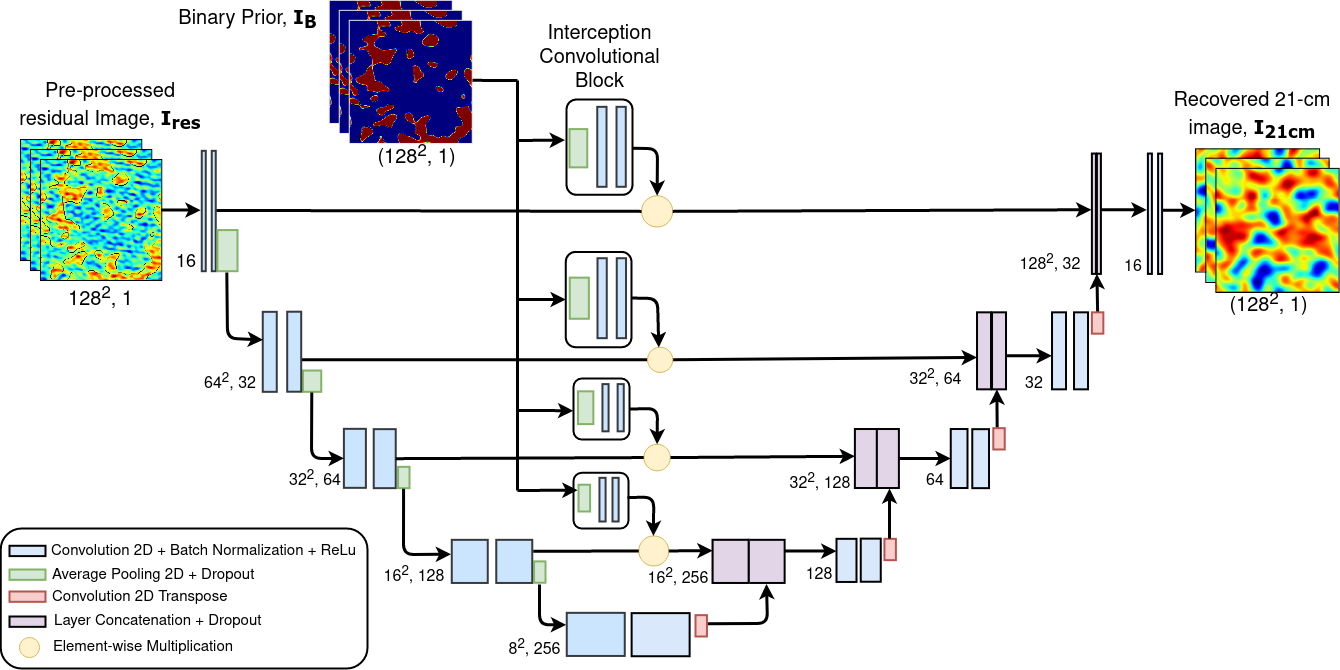 Binary Prior, I_B
(128², 1)
Interception
Convolutional
Block
Pre-processed
residual Image, I_res
128², 1
Recovered 21-cm
image, I_21cm
(128², 1)
16
128², 32
16
64², 32
32², 64
32
32², 64
32², 128
64
16², 128
16², 256
128
8², 256
Convolution 2D + Batch Normalization + ReLu
Average Pooling 2D + Dropout
Convolution 2D Transpose
Layer Concatenation + Dropout
Element-wise Multiplication